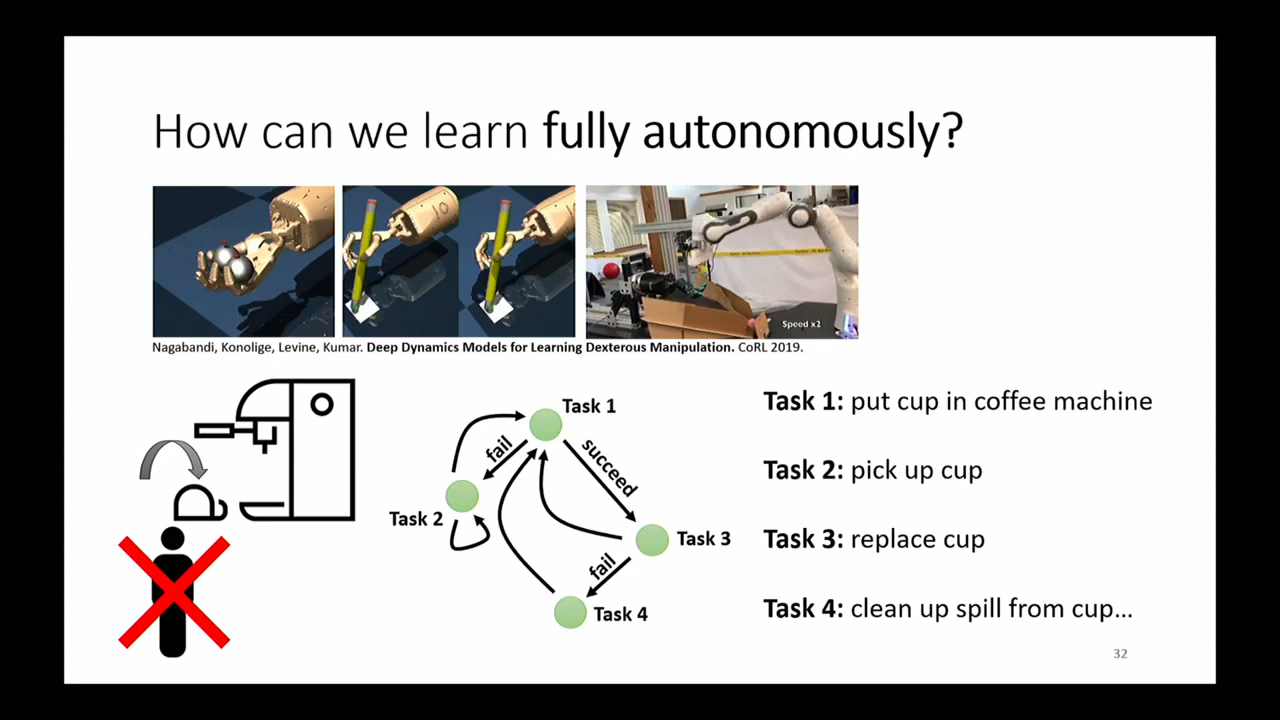 How can we learn fully autonomously?
Speed x2
Nagabandi, Konolige, Levine, Kumar. Deep Dynamics Models for Learning Dexterous Manipulation. CoRL 2019.
Task 1
fail
succeed
Task 2
Task 3
fail
Task 4
Task 1: put cup in coffee machine
Task 2: pick up cup
Task 3: replace cup
Task 4: clean up spill from cup...
32